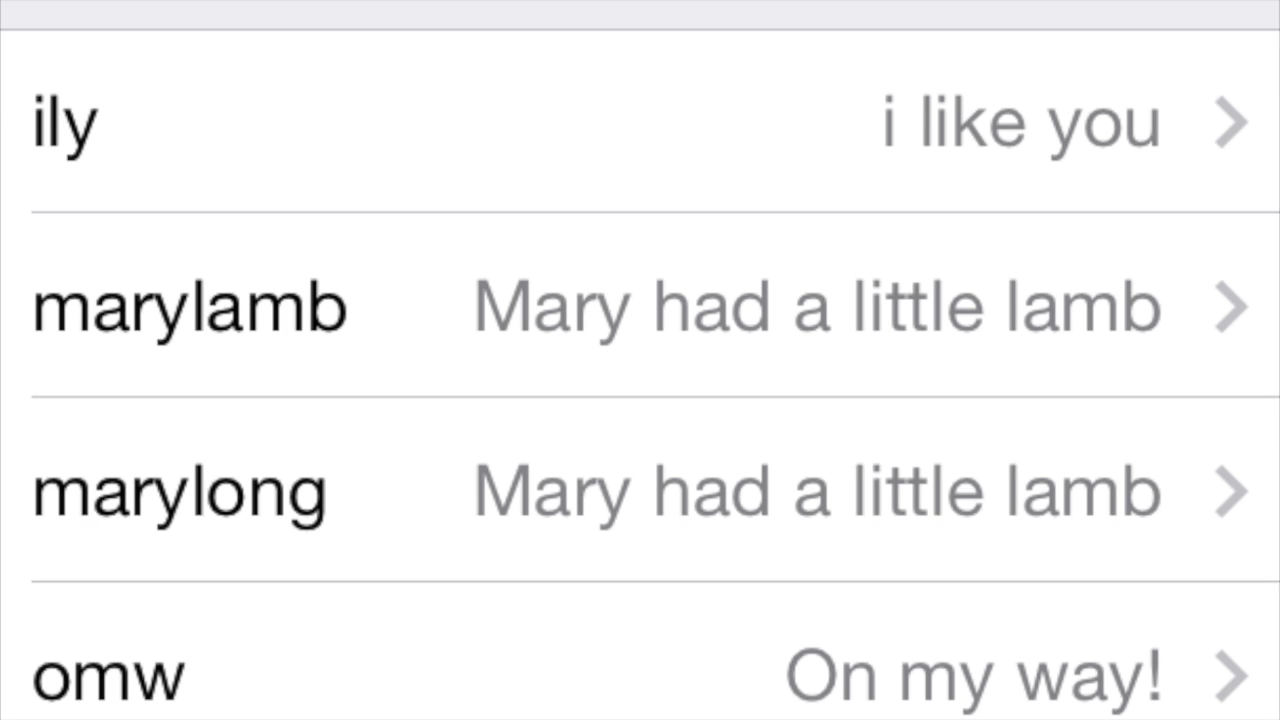 ily i like you
marylamb Mary had a little lamb
marylong Mary had a little lamb
omw On my way!